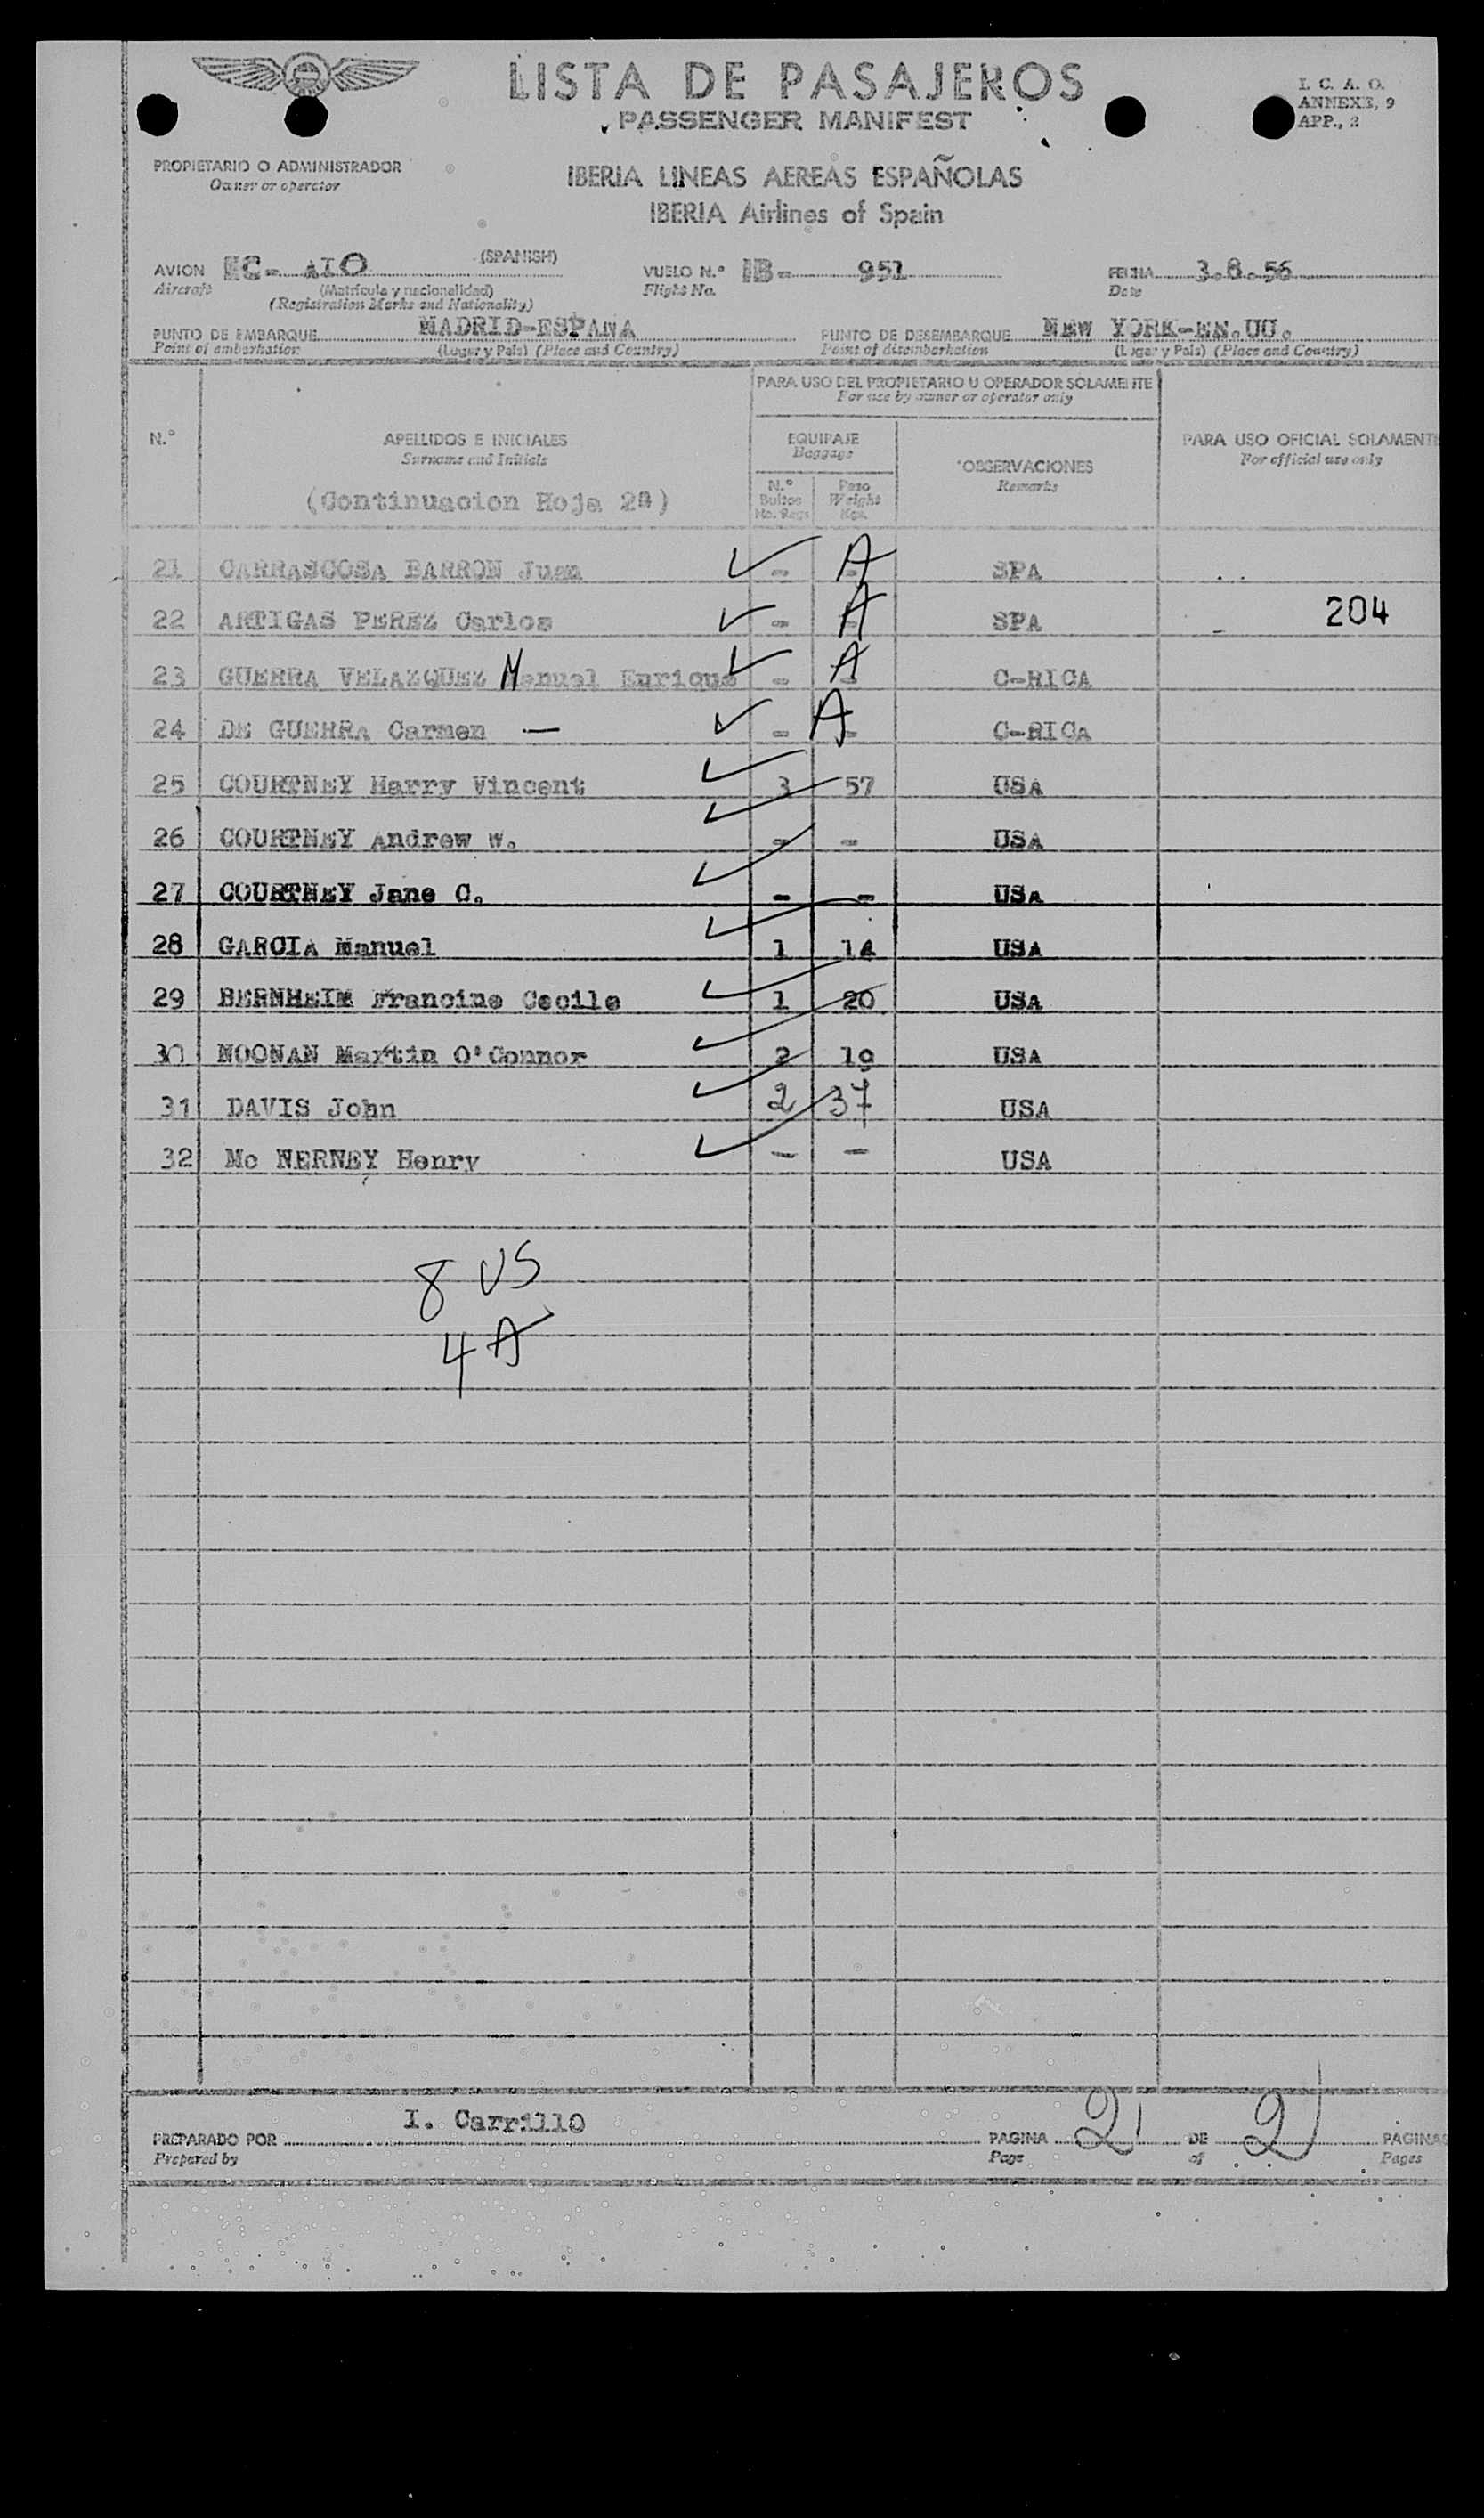 LISTA DE PASAJEROS
PASSENGER MANIFEST
I. C. A. O.
ANNEXE, 9
APP., 2
PROPIETARIO O ADMINISTRADOR
Owner or operator
IBERIA LINEAS AEREAS ESPAÑOLAS
IBERIA Airlines of Spain
AVION EC- AIO (SPANISH) VUELO N.° IB- 951 FECHA 3.8.56
Aircraft (Matrícula y nacionalidad) Flight No. Date
(Registration Marks and Nationality)
PUNTO DE EMBARQUE MADRID-ESPAÑA PUNTO DE DESEMBARQUE NEW YORK-EE.UU.
Point of embarkation (Lugar y País) (Place and Country) Point of disembarkation (Lugar y País) (Place and Country)
PARA USO DEL PROPIETARIO U OPERADOR SOLAMENTE
For use by owner or operator only
N.° APELLIDOS E INICIALES EQUIPAJE OBSERVACIONES PARA USO OFICIAL SOLAMENTE
Surname and Initials Baggage Remarks For official use only
(Continuacion Hoja 2ª) N.° Bultos Peso Weight Kgs.
21 CARRASCOSA BARRON Juan - A SPA
22 ARTIGAS PEREZ Carlos - A SPA 204
23 GUERRA VELAZQUEZ Manuel Enrique - A C-RICA
24 DE GUERRA Carmen — - A C-RICA
25 COURTNEY Harry Vincent 3 57 USA
26 COURTNEY Andrew W. - - USA
27 COURTNEY Jane C. - - USA
28 GARCIA Manuel 1 14 USA
29 BERNHEIM Francine Cecile 1 20 USA
30 NOONAN Martin O'Connor 2 19 USA
31 DAVIS John 2 37 USA
32 Mc NERNEY Henry - - USA
8 US
4 A
I. Carrillo
PREPARADO POR PAGINA 2 DE 2 PAGINAS
Prepared by Page of Pages